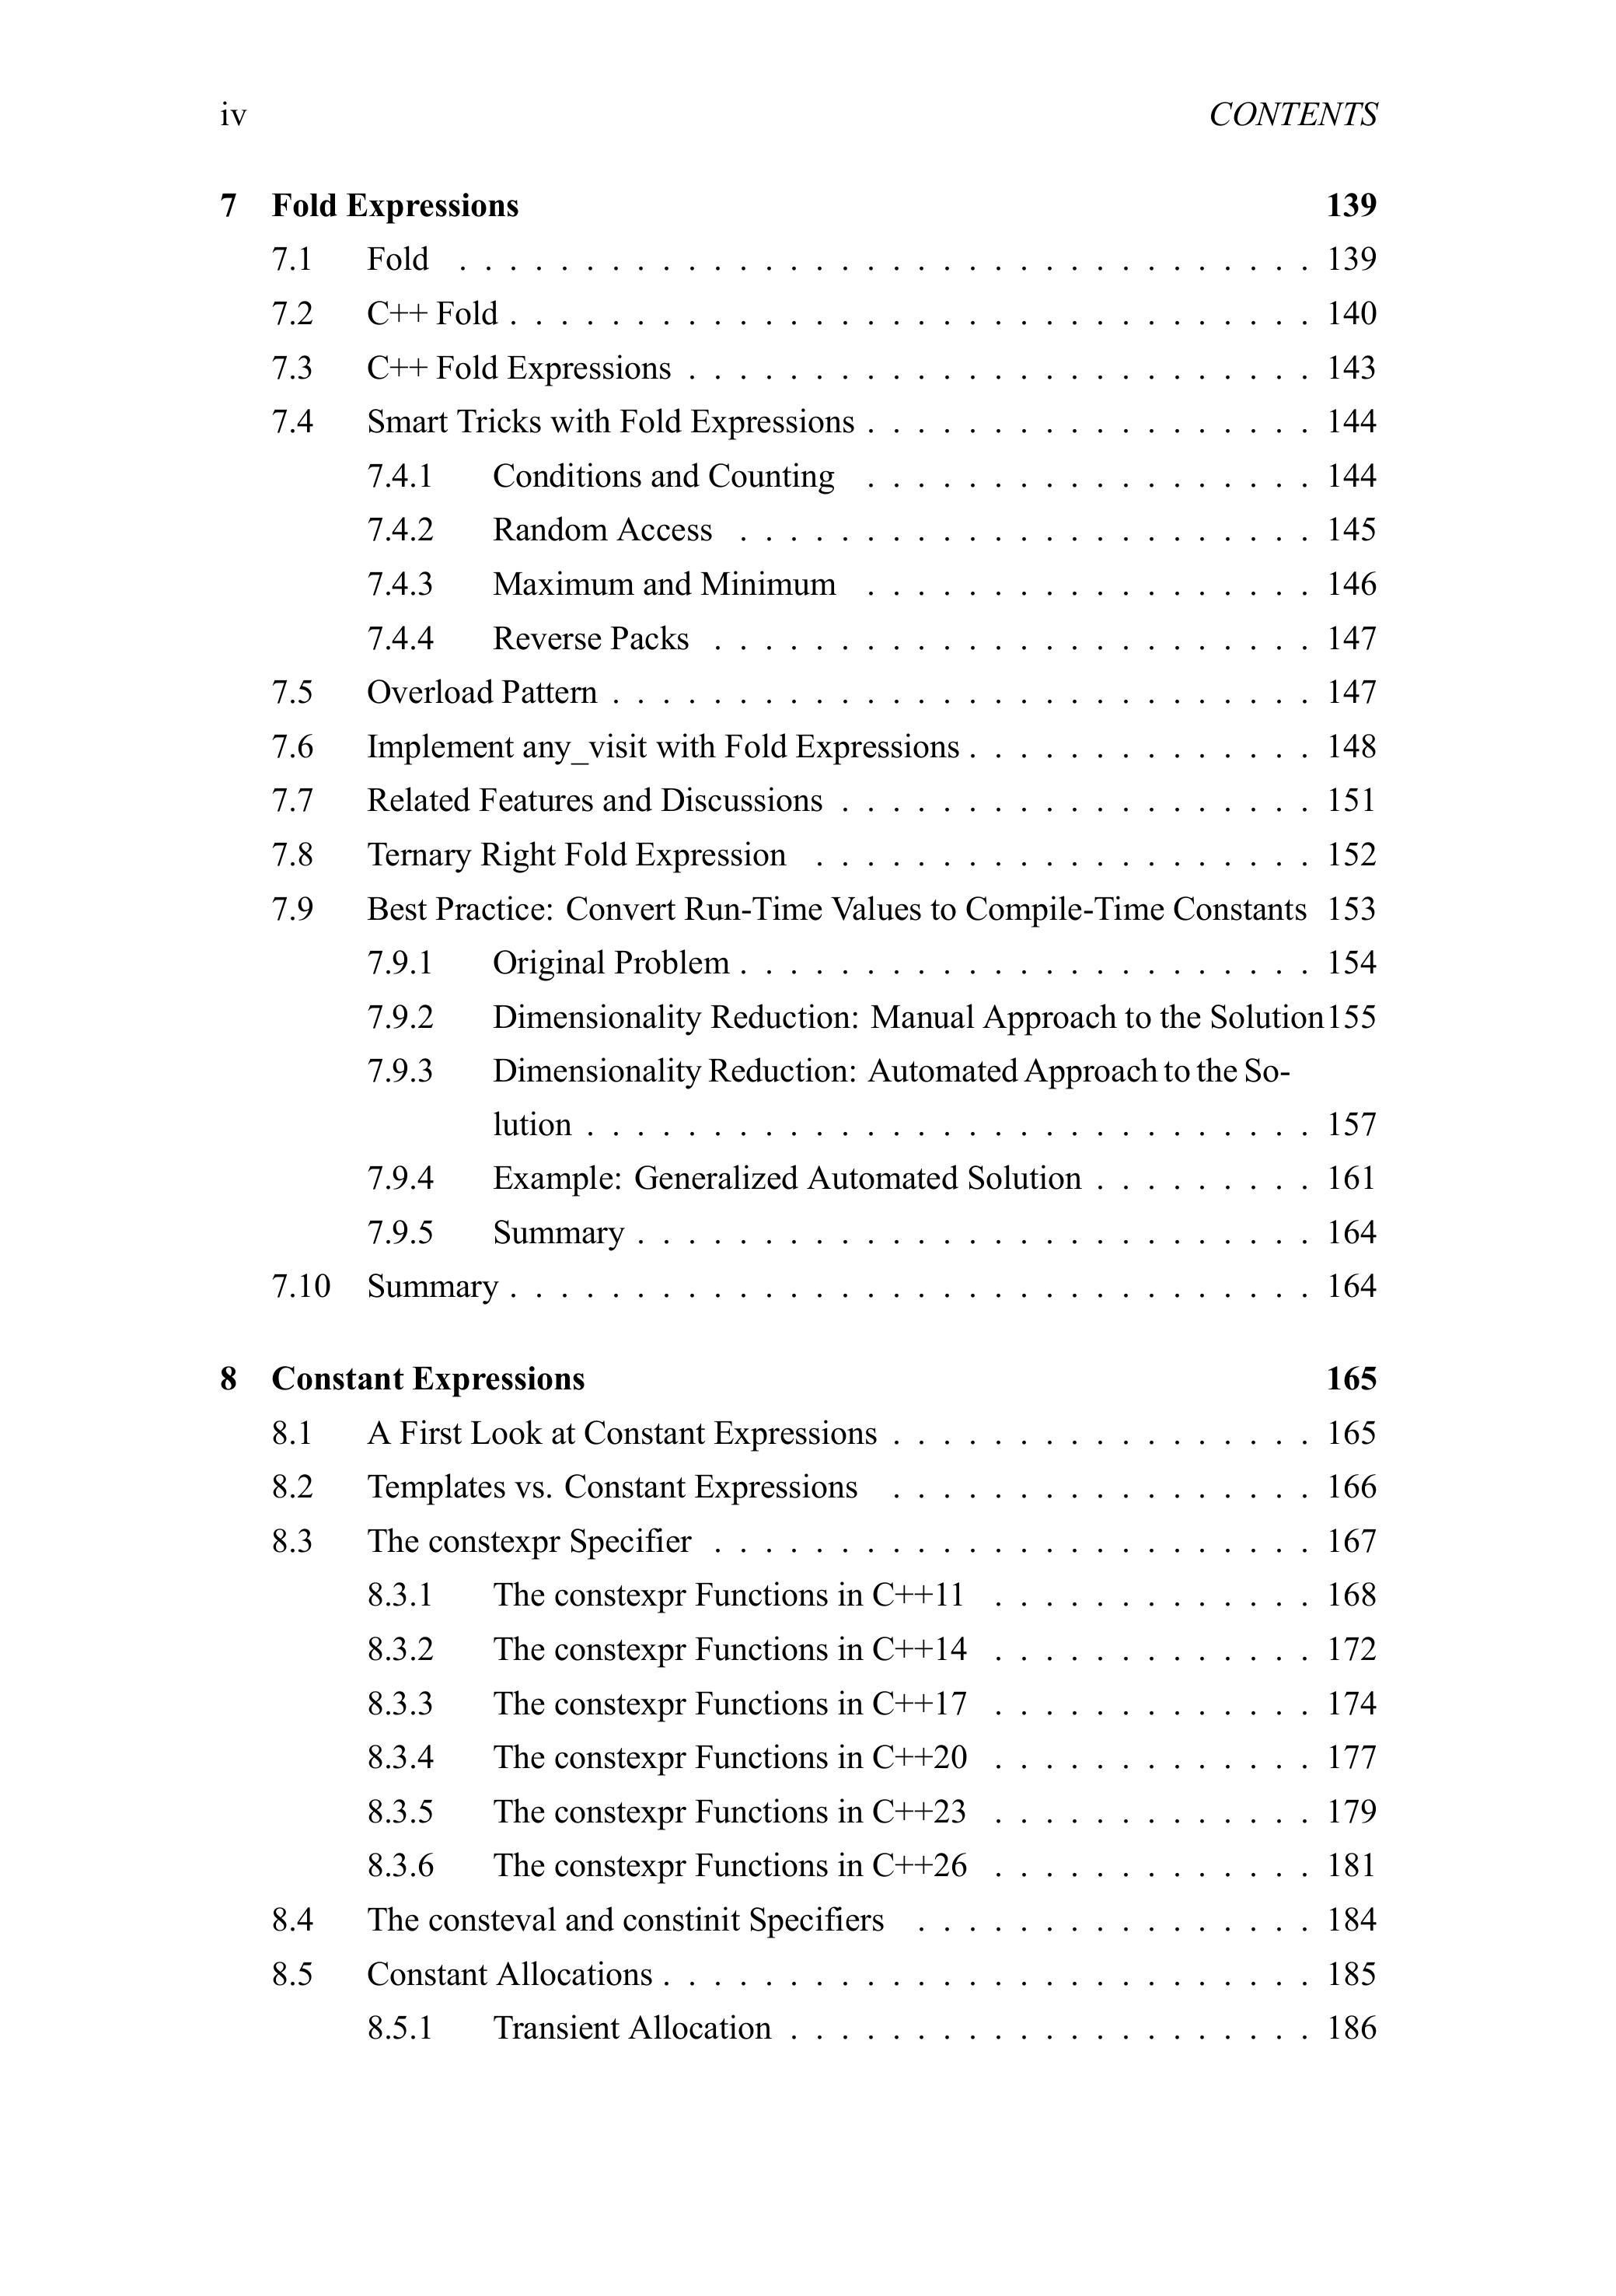 iv CONTENTS
7 Fold Expressions 139
7.1 Fold . . . . . . . . . . . . . . . . . . . . . . . . . . . . . . . . . . 139
7.2 C++ Fold . . . . . . . . . . . . . . . . . . . . . . . . . . . . . . . . 140
7.3 C++ Fold Expressions . . . . . . . . . . . . . . . . . . . . . . . . . 143
7.4 Smart Tricks with Fold Expressions . . . . . . . . . . . . . . . . . . 144
7.4.1 Conditions and Counting . . . . . . . . . . . . . . . . . . 144
7.4.2 Random Access . . . . . . . . . . . . . . . . . . . . . . . 145
7.4.3 Maximum and Minimum . . . . . . . . . . . . . . . . . . 146
7.4.4 Reverse Packs . . . . . . . . . . . . . . . . . . . . . . . . 147
7.5 Overload Pattern . . . . . . . . . . . . . . . . . . . . . . . . . . . . 147
7.6 Implement any_visit with Fold Expressions . . . . . . . . . . . . . . 148
7.7 Related Features and Discussions . . . . . . . . . . . . . . . . . . . 151
7.8 Ternary Right Fold Expression . . . . . . . . . . . . . . . . . . . . 152
7.9 Best Practice: Convert Run-Time Values to Compile-Time Constants 153
7.9.1 Original Problem . . . . . . . . . . . . . . . . . . . . . . . 154
7.9.2 Dimensionality Reduction: Manual Approach to the Solution155
7.9.3 Dimensionality Reduction: Automated Approach to the So-
lution . . . . . . . . . . . . . . . . . . . . . . . . . . . . . 157
7.9.4 Example: Generalized Automated Solution . . . . . . . . . 161
7.9.5 Summary . . . . . . . . . . . . . . . . . . . . . . . . . . . 164
7.10 Summary . . . . . . . . . . . . . . . . . . . . . . . . . . . . . . . . 164
8 Constant Expressions 165
8.1 A First Look at Constant Expressions . . . . . . . . . . . . . . . . . 165
8.2 Templates vs. Constant Expressions . . . . . . . . . . . . . . . . . 166
8.3 The constexpr Specifier . . . . . . . . . . . . . . . . . . . . . . . . 167
8.3.1 The constexpr Functions in C++11 . . . . . . . . . . . . . 168
8.3.2 The constexpr Functions in C++14 . . . . . . . . . . . . . 172
8.3.3 The constexpr Functions in C++17 . . . . . . . . . . . . . 174
8.3.4 The constexpr Functions in C++20 . . . . . . . . . . . . . 177
8.3.5 The constexpr Functions in C++23 . . . . . . . . . . . . . 179
8.3.6 The constexpr Functions in C++26 . . . . . . . . . . . . . 181
8.4 The consteval and constinit Specifiers . . . . . . . . . . . . . . . . 184
8.5 Constant Allocations . . . . . . . . . . . . . . . . . . . . . . . . . . 185
8.5.1 Transient Allocation . . . . . . . . . . . . . . . . . . . . . 186